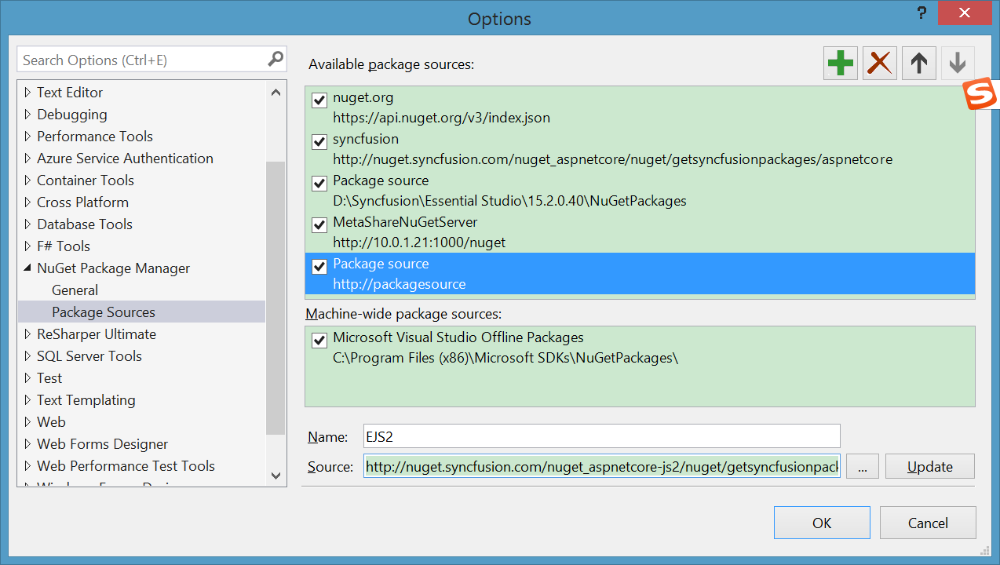 Options
?
Search Options (Ctrl+E)
Text Editor
Debugging
Performance Tools
Azure Service Authentication
Container Tools
Cross Platform
Database Tools
F# Tools
NuGet Package Manager
General
Package Sources
ReSharper Ultimate
SQL Server Tools
Test
Text Templating
Web
Web Forms Designer
Web Performance Test Tools
Available package sources:
nuget.org
https://api.nuget.org/v3/index.json
syncfusion
http://nuget.syncfusion.com/nuget_aspnetcore/nuget/getsyncfusionpackages/aspnetcore
Package source
D:\Syncfusion\Essential Studio\15.2.0.40\NuGetPackages
MetaShareNuGetServer
http://10.0.1.21:1000/nuget
Package source
http://packagesource
S
Machine-wide package sources:
Microsoft Visual Studio Offline Packages
C:\Program Files (x86)\Microsoft SDKs\NuGetPackages\
Name: EJS2
Source: http://nuget.syncfusion.com/nuget_aspnetcore-js2/nuget/getsyncfusionpack ... Update
OK Cancel